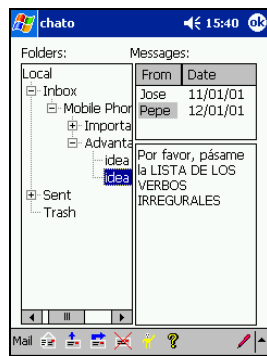 chato 15:40 ok
Folders: Messages:
Local
Inbox
Mobile Phor
Importa
Advanta
idea
idea
Sent
Trash
From Date
Jose 11/01/01
Pepe 12/01/01
Por favor, pásame
la LISTA DE LOS
VERBOS
IRREGURALES
Mail